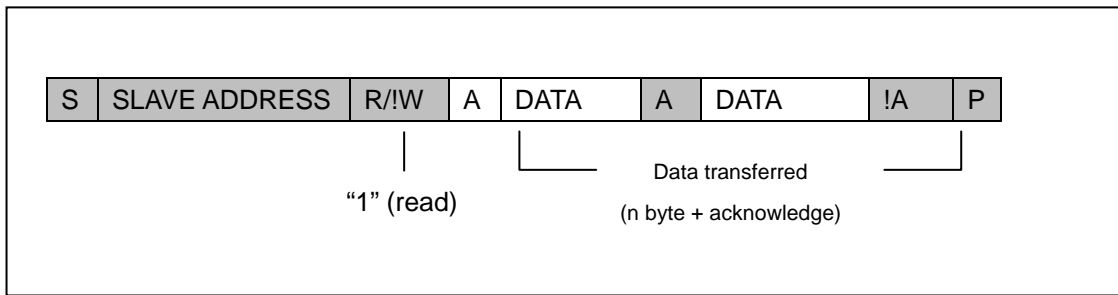 S SLAVE ADDRESS R/!W A DATA A DATA !A P
“1” (read)
Data transferred
(n byte + acknowledge)